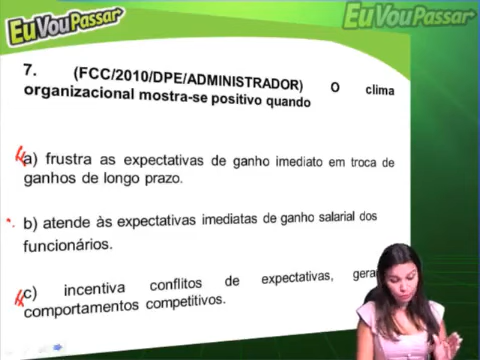 EuVouPassar
EuVouPassar
7. (FCC/2010/DPE/ADMINISTRADOR) O clima
organizacional mostra-se positivo quando
a) frustra as expectativas de ganho imediato em troca de
ganhos de longo prazo.
b) atende às expectativas imediatas de ganho salarial dos
funcionários.
c) incentiva conflitos de expectativas,
comportamentos competitivos.
EuVouPassar